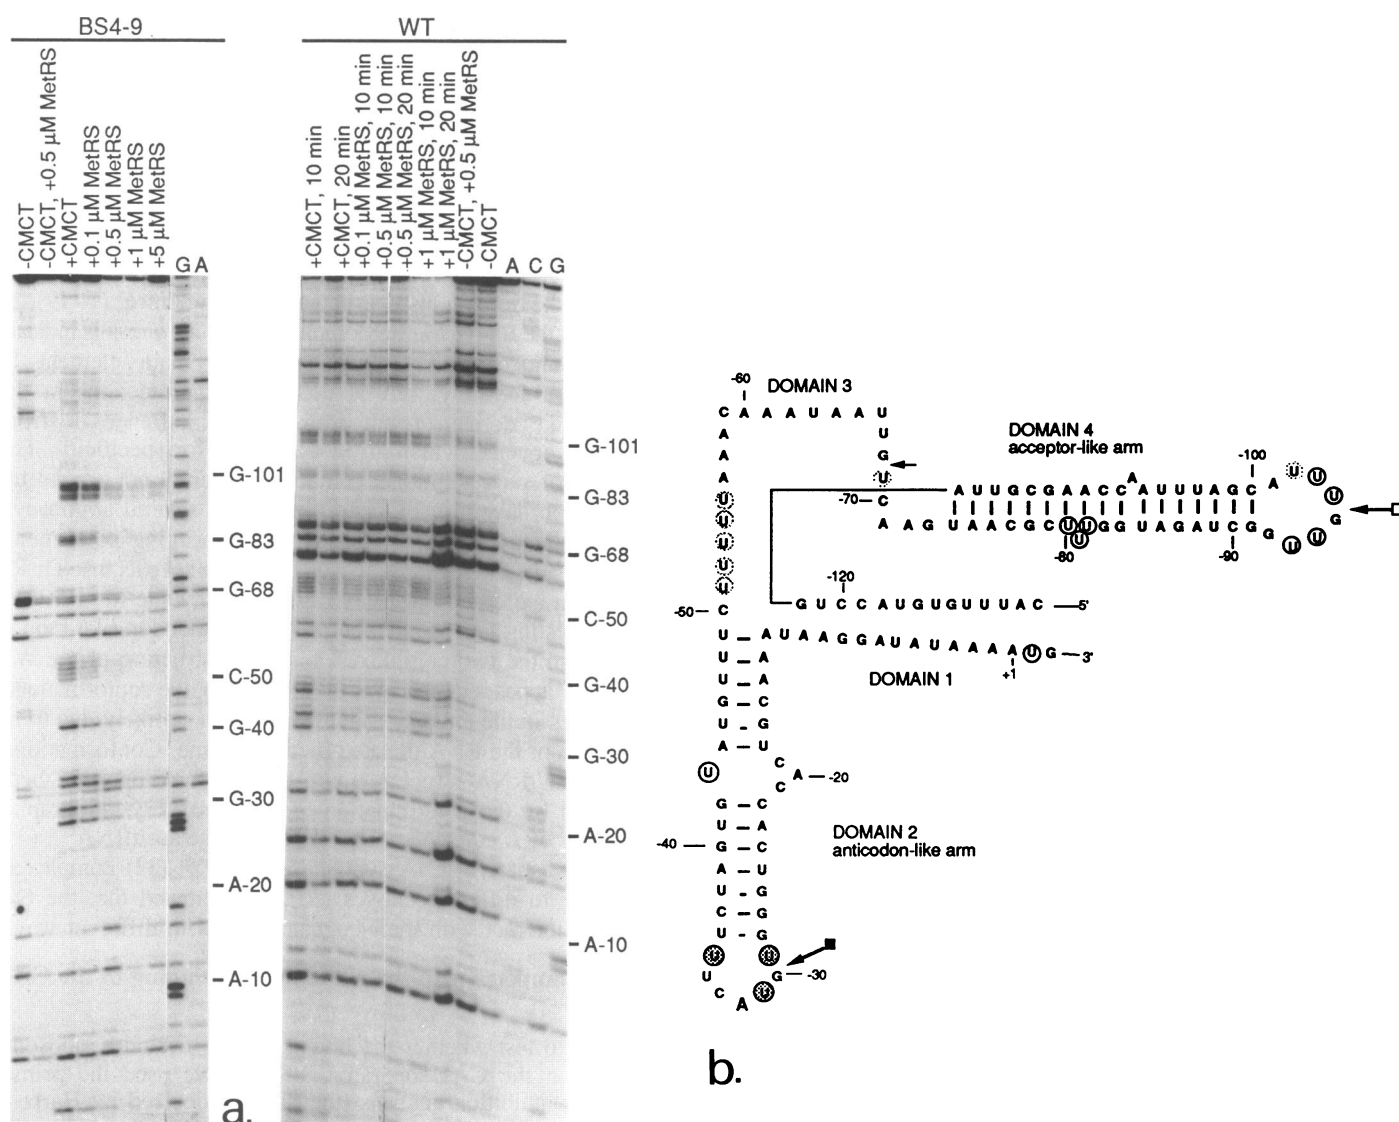 BS4-9
WT
-CMCT
-CMCT, +0.5 µM MetRS
+CMCT
+0.1 µM MetRS
+0.5 µM MetRS
+1 µM MetRS
+5 µM MetRS
G A
+CMCT, 10 min
+CMCT, 20 min
+0.1 µM MetRS, 10 min
+0.5 µM MetRS, 10 min
+0.5 µM MetRS, 20 min
+1 µM MetRS, 10 min
+1 µM MetRS, 20 min
-CMCT, +0.5 µM MetRS
-CMCT
A C G
G-101
G-83
G-68
C-50
G-40
G-30
A-20
A-10
G-101
G-83
G-68
C-50
G-40
G-30
A-20
A-10
a.
-60
DOMAIN 3
C A A A U A A U
A
A
A
U
U
U
U
U
-50
C
U
G
U
-70
C
A
A G A U A A C G C U U G G U A G A U C G G
U
-80
-90
DOMAIN 4
acceptor-like arm
-100
A U U G C G A A C C A U U U A G C A U U U G U U
A
-120
G U C C A U G U G U U U A C
5'
A U A A G G A U A U A A A A U G
3'
+1
DOMAIN 1
U
U
U
G
U
A
U
A
A
C
G
U
C
A
-20
C
G C
U A
-40
G C
A U
U G
C G
U G
U U
U G
-30
C A U
DOMAIN 2
anticodon-like arm
b.